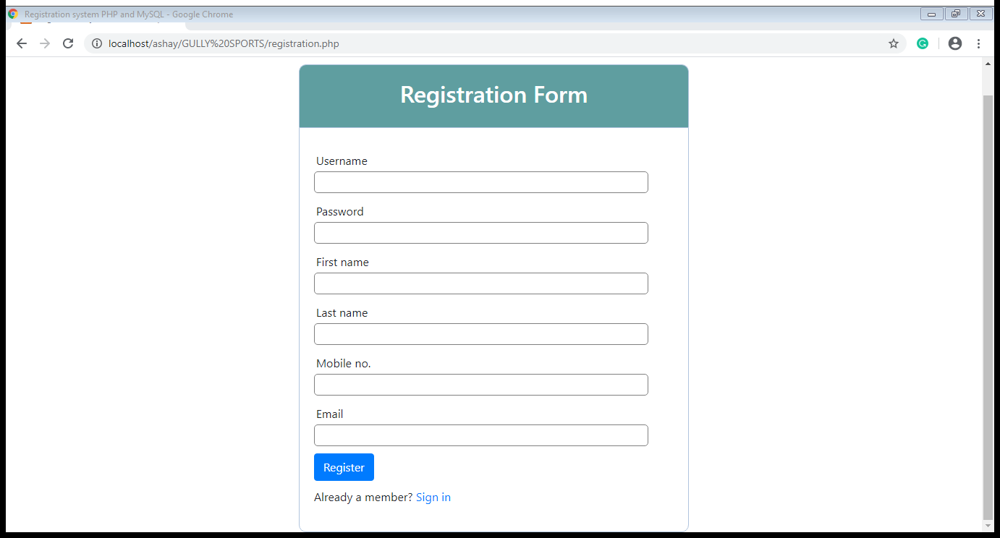 Registration system PHP and MySQL - Google Chrome
localhost/ashay/GULLY%20SPORTS/registration.php
Registration Form
Username
Password
First name
Last name
Mobile no.
Email
Register
Already a member? Sign in